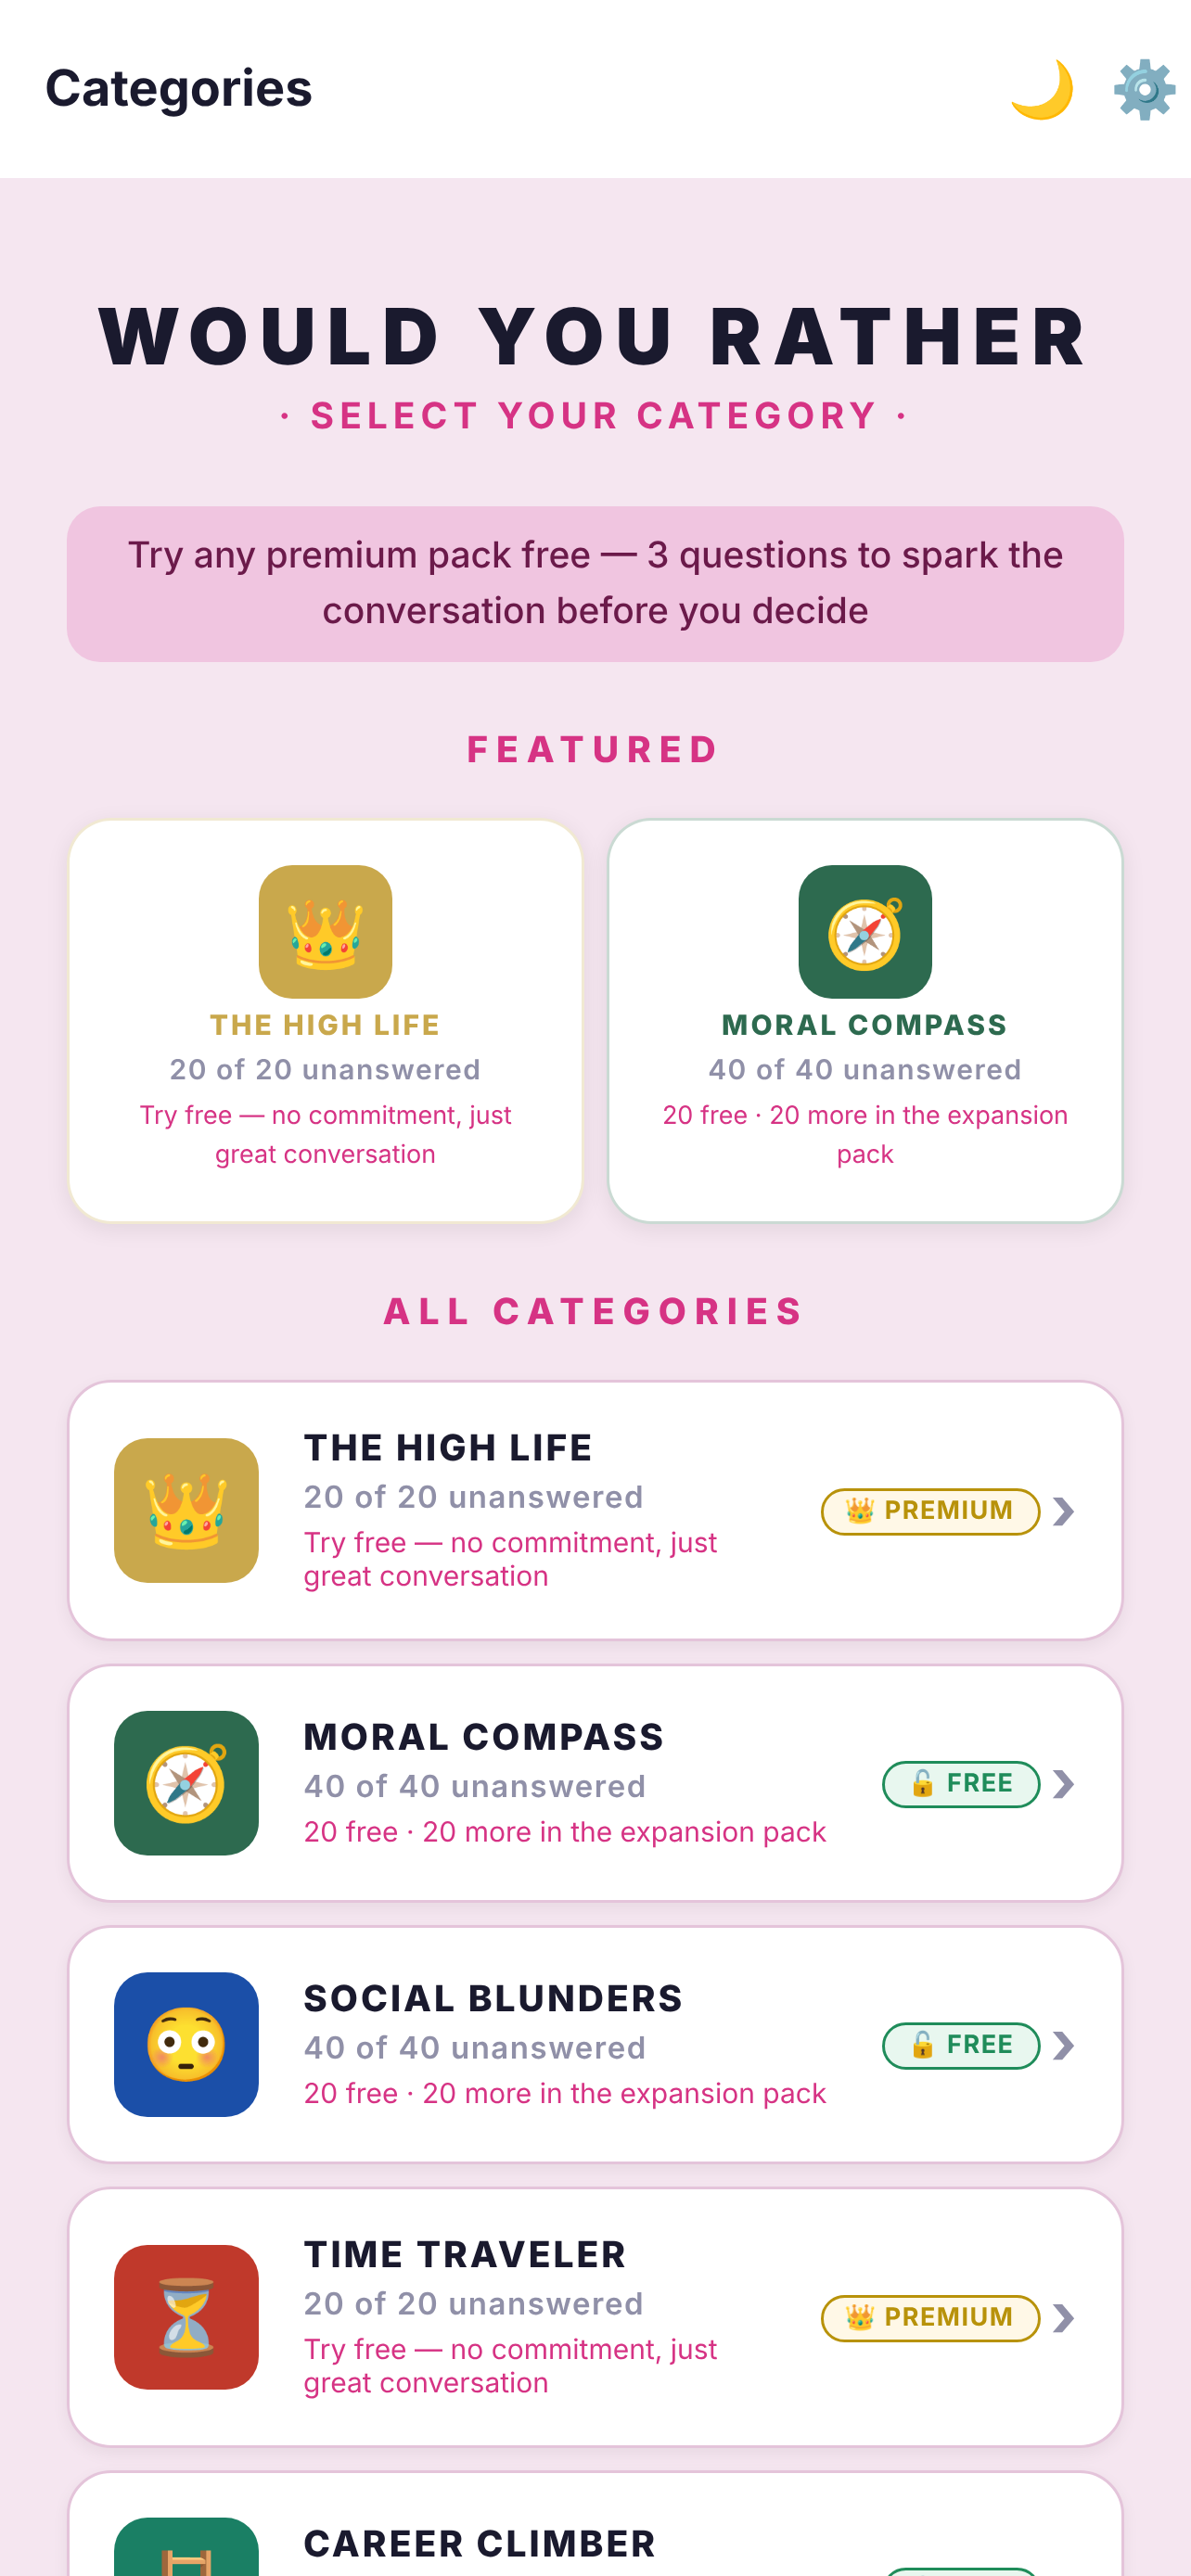 Categories
WOULD YOU RATHER
· SELECT YOUR CATEGORY ·
Try any premium pack free — 3 questions to spark the
conversation before you decide
FEATURED
THE HIGH LIFE
20 of 20 unanswered
Try free — no commitment, just
great conversation
MORAL COMPASS
40 of 40 unanswered
20 free · 20 more in the expansion
pack
ALL CATEGORIES
THE HIGH LIFE
20 of 20 unanswered
Try free — no commitment, just
great conversation
PREMIUM
MORAL COMPASS
40 of 40 unanswered
20 free · 20 more in the expansion pack
FREE
SOCIAL BLUNDERS
40 of 40 unanswered
20 free · 20 more in the expansion pack
FREE
TIME TRAVELER
20 of 20 unanswered
Try free — no commitment, just
great conversation
PREMIUM
CAREER CLIMBER